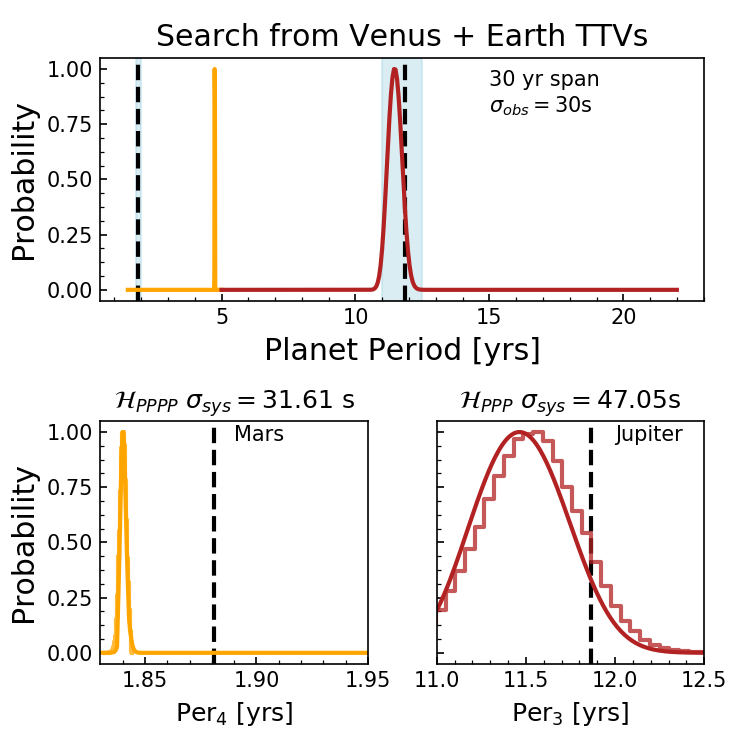 Search from Venus + Earth TTVs
1.00
0.75
0.50
0.25
0.00
Probability
30 yr span
σ_obs = 30s
5
10
15
20
Planet Period [yrs]
ℋ_PPPP σ_sys = 31.61 s
1.00
0.75
0.50
0.25
0.00
Probability
Mars
1.85
1.90
1.95
Per_4 [yrs]
ℋ_PPP σ_sys = 47.05s
Jupiter
11.0
11.5
12.0
12.5
Per_3 [yrs]